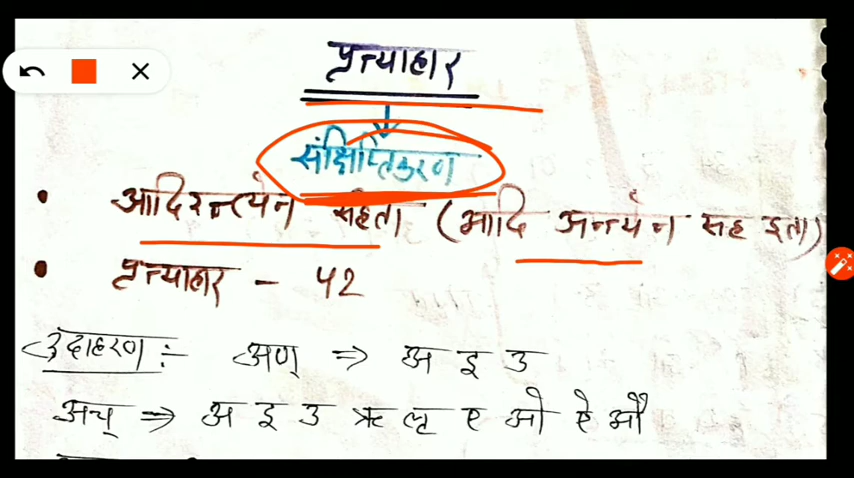 प्रत्याहार
संक्षिप्तिकरण
• आदिरन्त्येन सहेता (आदि अन्त्येन सह इता)
• प्रत्याहार - 42
उदाहरण :- अण् ⇒ अ इ उ
अच् ⇒ अ इ उ ऋ लृ ए ओ ऐ औ